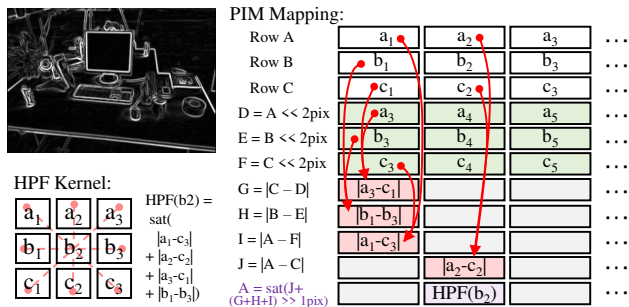 PIM Mapping:
Row A a₁ a₂ a₃ ...
Row B b₁ b₂ b₃ ...
Row C c₁ c₂ c₃ ...
D = A << 2pix a₃ a₄ a₅ ...
E = B << 2pix b₃ b₄ b₅ ...
F = C << 2pix c₃ c₄ c₅ ...
G = |C – D| |a₃-c₁| ...
H = |B – E| |b₁-b₃| ...
I = |A – F| |a₁-c₃| ...
J = |A – C| |a₂-c₂| ...
A = sat(J+
(G+H+I) >> 1pix) HPF(b₂) ...
HPF Kernel:
a₁ a₂ a₃
b₁ b₂ b₃
c₁ c₂ c₃
HPF(b2) =
sat(
|a₁-c₃|
+ |a₂-c₂|
+ |a₃-c₁|
+ |b₁-b₃|)